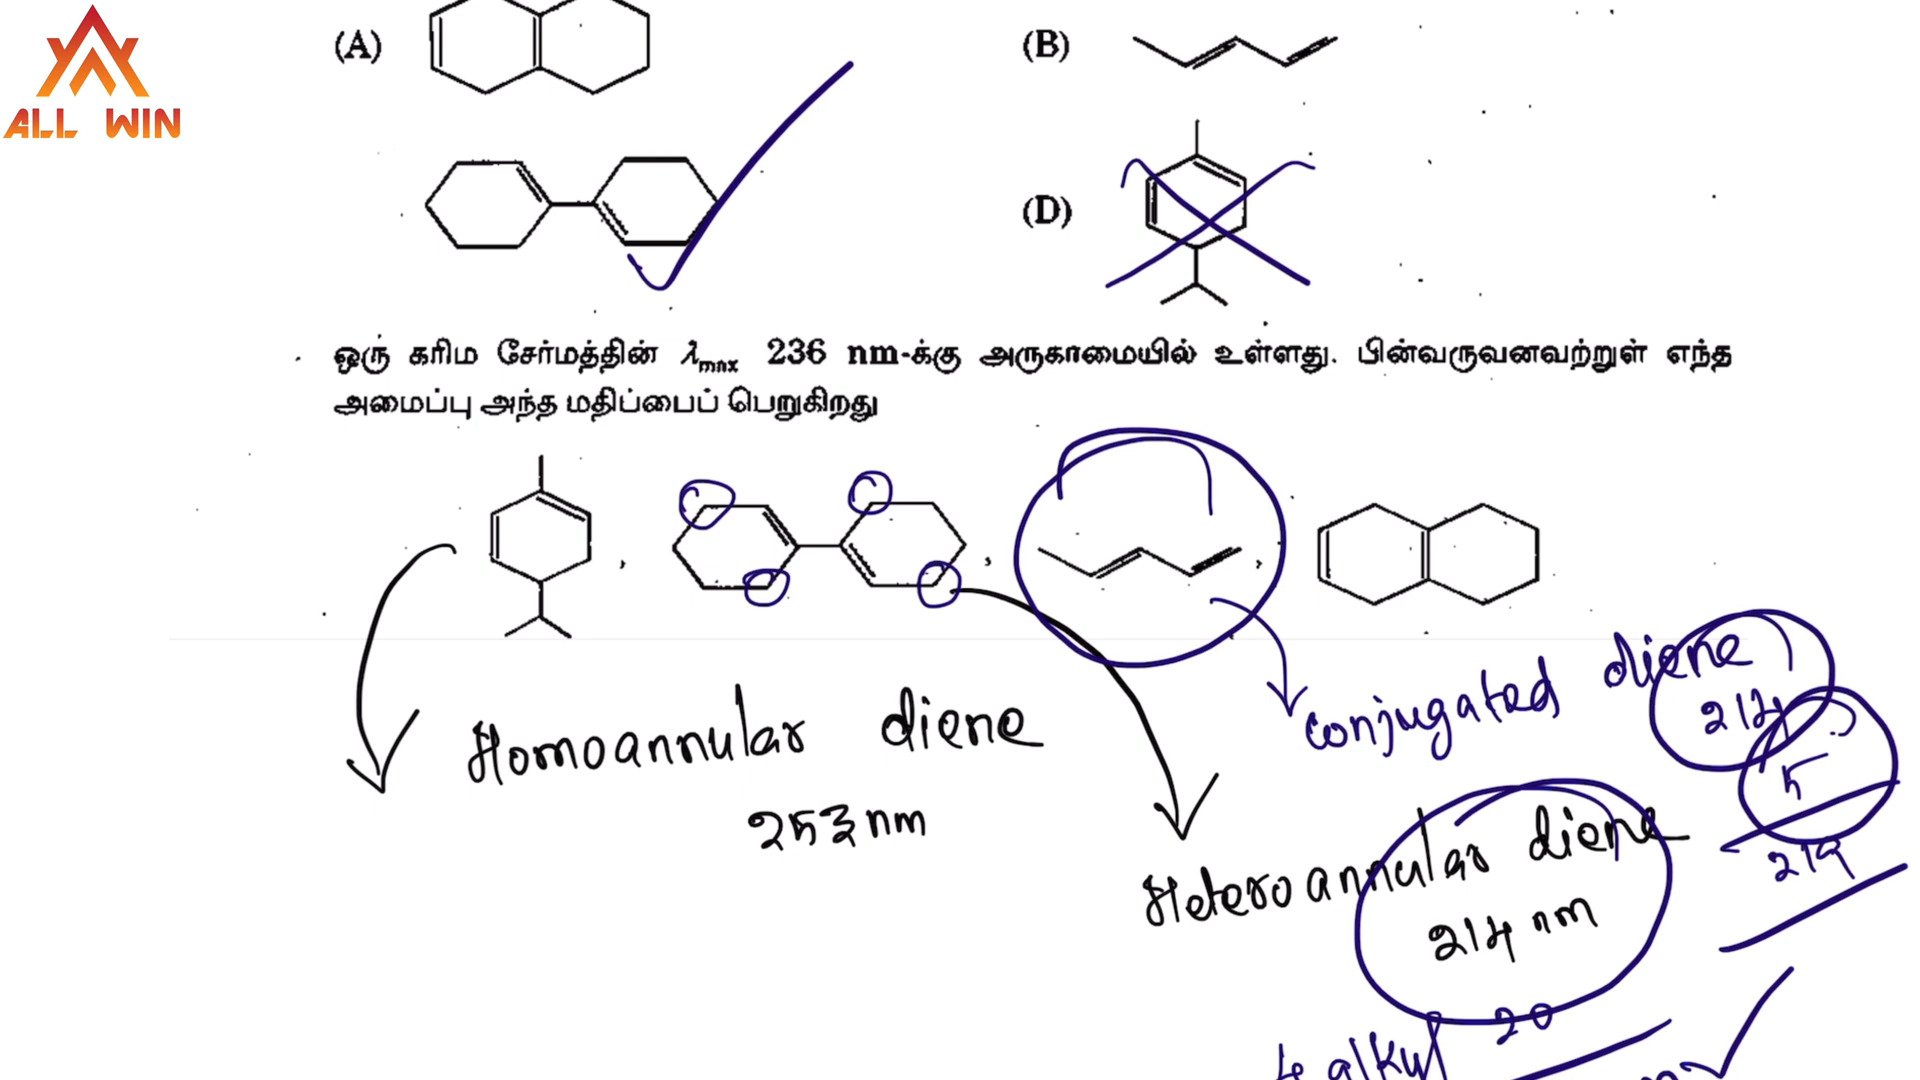 ALL WIN
(A)
(B)
(D)
ஒரு கரிம சேர்மத்தின் λmax 236 nm-க்கு அருகாமையில் உள்ளது. பின்வருவனவற்றுள் எந்த
அமைப்பு அந்த மதிப்பைப் பெறுகிறது
Homoannular diene
253 nm
Conjugated diene
214
5
219
Heteroannular diene
214 nm
4 alkyl 20